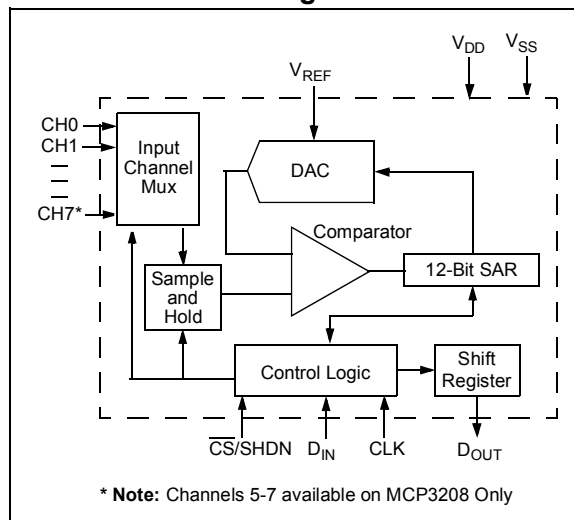 V_DD V_SS
V_REF
CH0
CH1
CH7*
Input
Channel
Mux
DAC
Comparator
Sample
and
Hold
12-Bit SAR
Control Logic
Shift
Register
C̅S̅/SHDN D_IN CLK D_OUT
* Note: Channels 5-7 available on MCP3208 Only